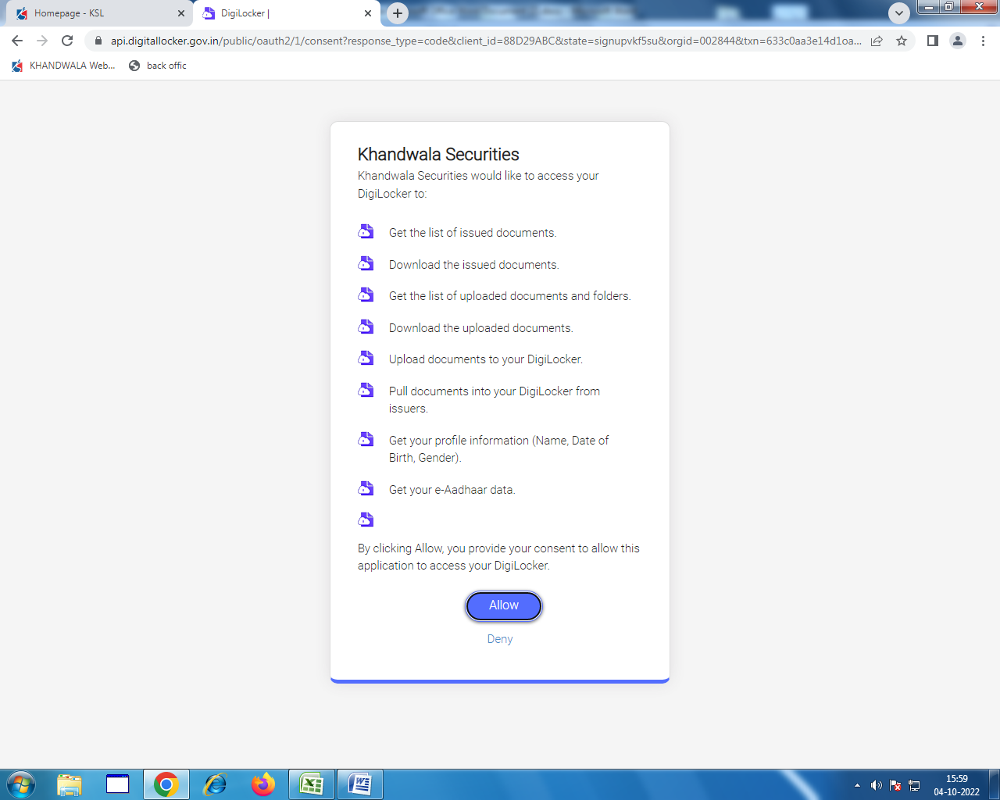 Homepage - KSL
DigiLocker |
api.digitallocker.gov.in/public/oauth2/1/consent?response_type=code&client_id=88D29ABC&state=signupvkf5su&orgid=002844&txn=633c0aa3e14d1oa...
KHANDWALA Web...
back offic
Khandwala Securities
Khandwala Securities would like to access your
DigiLocker to:
Get the list of issued documents.
Download the issued documents.
Get the list of uploaded documents and folders.
Download the uploaded documents.
Upload documents to your DigiLocker.
Pull documents into your DigiLocker from
issuers.
Get your profile information (Name, Date of
Birth, Gender).
Get your e-Aadhaar data.
By clicking Allow, you provide your consent to allow this
application to access your DigiLocker.
Allow
Deny
15:59
04-10-2022